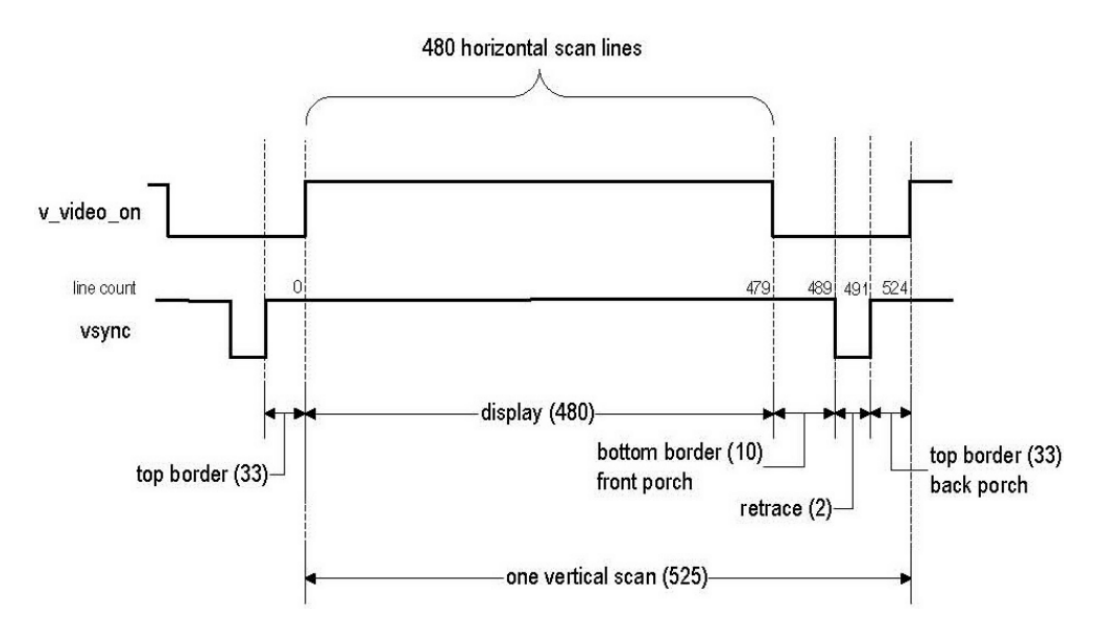 480 horizontal scan lines
v_video_on
line count
0
479
489
491
524
vsync
display (480)
top border (33)
bottom border (10)
front porch
top border (33)
back porch
retrace (2)
one vertical scan (525)